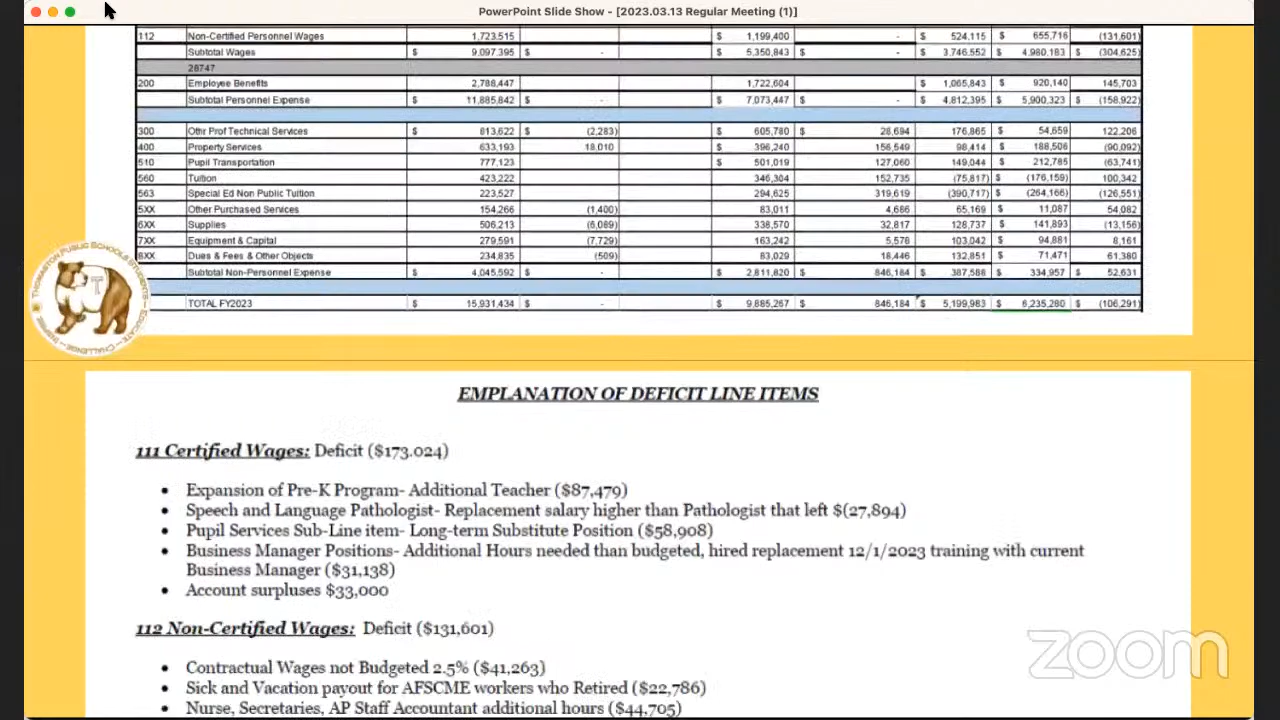 PowerPoint Slide Show - [2023.03.13 Regular Meeting (1)]
112 Non-Certified Personnel Wages 1,723,515 $ 1,199,400 - $ 524,115 $ 655,716 (131,601)
Subtotal Wages $ 9,097,395 $ - $ 5,350,843 $ - $ 3,746,552 $ 4,980,183 $ (304,625)
28747
200 Employee Benefits 2,788,447 1,722,604 $ 1,065,843 $ 920,140 145,703
Subtotal Personnel Expense $ 11,885,842 $ - $ 7,073,447 $ - $ 4,812,395 $ 5,900,323 $ (158,922)
300 Othr Prof Technical Services $ 813,622 $ (2,283) $ 605,780 $ 28,694 176,865 $ 54,659 122,206
400 Property Services 633,193 18,010 $ 396,240 156,549 98,414 $ 188,506 (90,092)
510 Pupil Transportation 777,123 $ 501,019 127,060 149,044 $ 212,785 (63,741)
560 Tuition 423,222 346,304 152,735 (75,817) $ (176,159) 100,342
563 Special Ed Non Public Tuition 223,527 294,625 319,619 (390,717) $ (264,166) (126,551)
5XX Other Purchased Services 154,266 (1,400) 83,011 4,686 65,169 $ 11,087 54,082
6XX Supplies 506,213 (6,089) 338,570 32,817 128,737 $ 141,893 (13,156)
7XX Equipment & Capital 279,591 (7,729) 163,242 5,578 103,042 $ 94,881 8,161
8XX Dues & Fees & Other Objects 234,835 (509) 83,029 18,446 132,851 $ 71,471 61,380
Subtotal Non-Personnel Expense $ 4,045,592 $ - $ 2,811,820 $ 846,184 $ 387,588 $ 334,957 $ 52,631
TOTAL FY2023 $ 15,931,434 $ - $ 9,885,267 $ 846,184 $ 5,199,983 $ 6,235,280 $ (106,291)
THOMASTON PUBLIC SCHOOLS STUDENTS
EDUCATE - CHALLENGE - INSPIRE
T
EMPLANATION OF DEFICIT LINE ITEMS
111 Certified Wages: Deficit ($173.024)
• Expansion of Pre-K Program- Additional Teacher ($87,479)
• Speech and Language Pathologist- Replacement salary higher than Pathologist that left $(27,894)
• Pupil Services Sub-Line item- Long-term Substitute Position ($58,908)
• Business Manager Positions- Additional Hours needed than budgeted, hired replacement 12/1/2023 training with current
Business Manager ($31,138)
• Account surpluses $33,000
112 Non-Certified Wages: Deficit ($131,601)
• Contractual Wages not Budgeted 2.5% ($41,263)
• Sick and Vacation payout for AFSCME workers who Retired ($22,786)
• Nurse, Secretaries, AP Staff Accountant additional hours ($44,705)
zoom